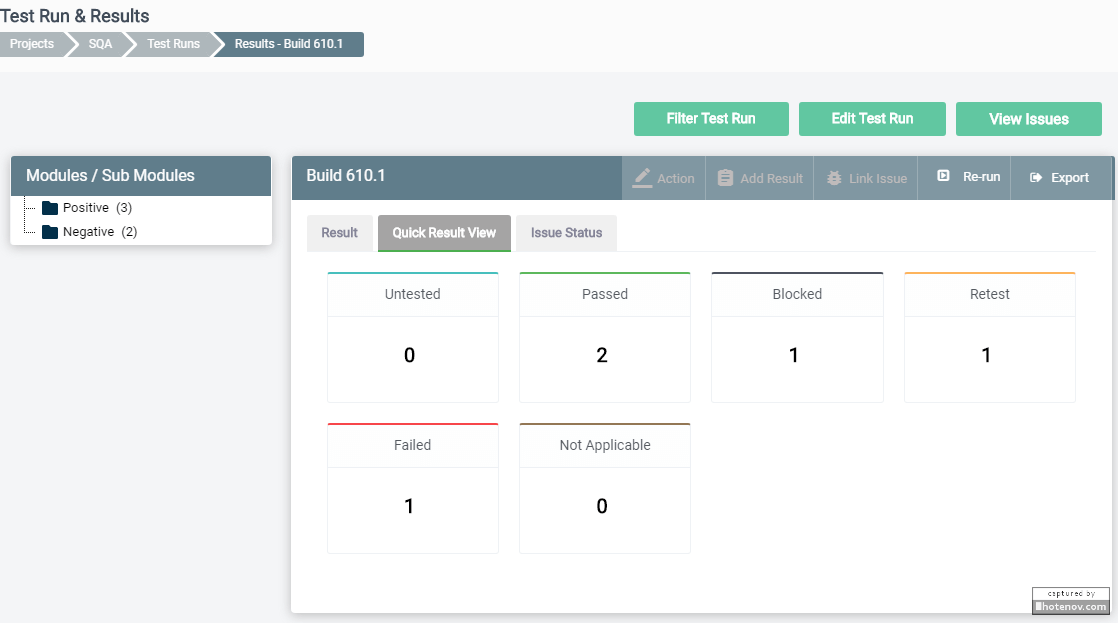 Test Run & Results
Projects SQA Test Runs Results - Build 610.1
Filter Test Run Edit Test Run View Issues
Modules / Sub Modules
Positive (3)
Negative (2)
Build 610.1 Action Add Result Link Issue Re-run Export
Result Quick Result View Issue Status
Untested Passed Blocked Retest
0 2 1 1
Failed Not Applicable
1 0
captured by
hotenov.com